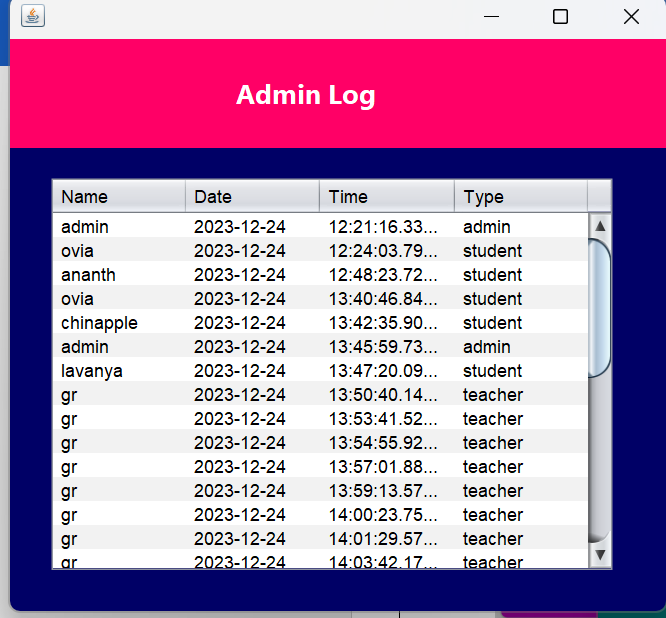 Admin Log
Name Date Time Type
admin 2023-12-24 12:21:16.33... admin
ovia 2023-12-24 12:24:03.79... student
ananth 2023-12-24 12:48:23.72... student
ovia 2023-12-24 13:40:46.84... student
chinapple 2023-12-24 13:42:35.90... student
admin 2023-12-24 13:45:59.73... admin
lavanya 2023-12-24 13:47:20.09... student
gr 2023-12-24 13:50:40.14... teacher
gr 2023-12-24 13:53:41.52... teacher
gr 2023-12-24 13:54:55.92... teacher
gr 2023-12-24 13:57:01.88... teacher
gr 2023-12-24 13:59:13.57... teacher
gr 2023-12-24 14:00:23.75... teacher
gr 2023-12-24 14:01:29.57... teacher
gr 2023-12-24 14:03:42.17... teacher